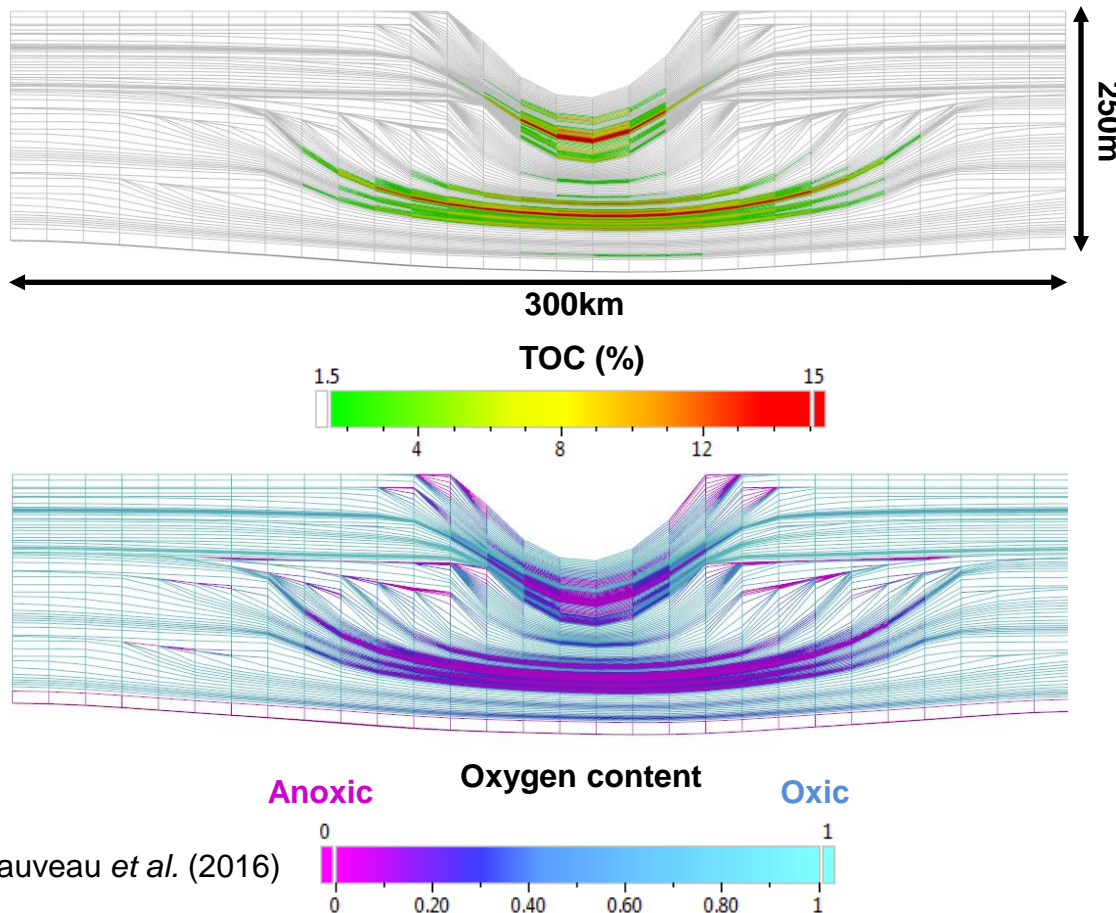 250m
300km
TOC (%)
1.5 15
4 8 12
Oxygen content
Anoxic Oxic
0 1
auveau et al. (2016)
0 0.20 0.40 0.60 0.80 1